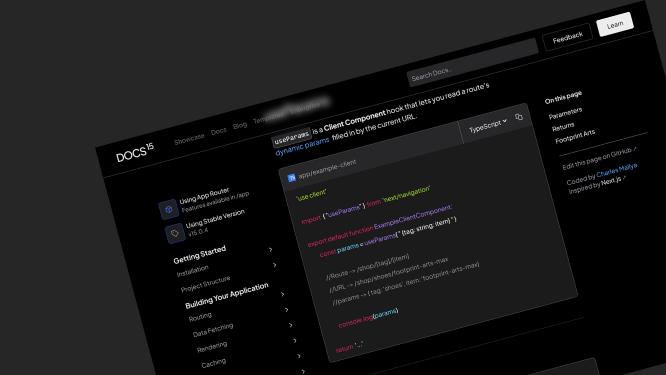 Feedback
Learn
Search Docs...
DOCS15
Showcase
Docs
Blog
useParams is a Client Component hook that lets you read a route's
dynamic params filled in by the current URL.
app/example-client
TypeScript
'use client'
import {"useParams"} from 'next/navigation'
export default function ExampleClientComponent:
const params = useParams{" {tag: string; item} "}
//Route -> /shop/[tag]/[item]
//URL -> /shop/shoes/footprint-arts-max
//params -> { tag: 'shoes', item: 'footprint-arts-max}
console.log(params)
return '...'
Using App Router
Features available in /app
Using Stable Version
v15.0.4
Getting Started
Installation
Project Structure
Building Your Application
Routing
Data Fetching
Rendering
Caching
On this page
Parameters
Returns
Footprint Arts
Edit this page on GitHub
Coded by Charles Maliya
Inspired by Next.js